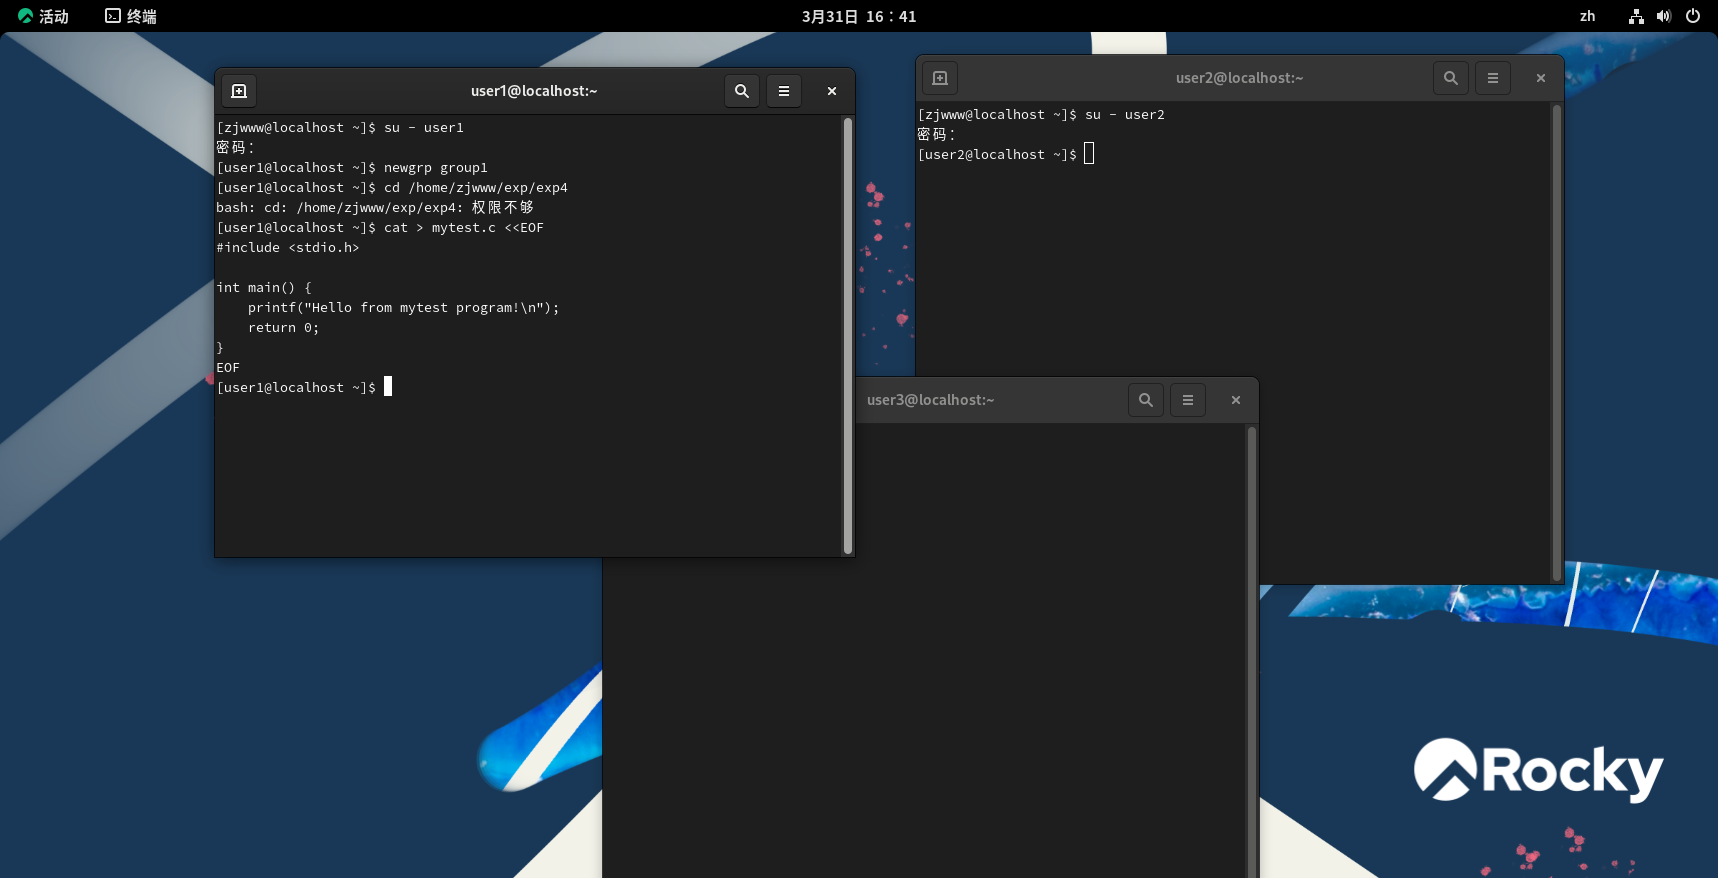 活动 终端 3月31日 16：41 zh
user1@localhost:~
[zjwww@localhost ~]$ su - user1
密码：
[user1@localhost ~]$ newgrp group1
[user1@localhost ~]$ cd /home/zjwww/exp/exp4
bash: cd: /home/zjwww/exp/exp4: 权限不够
[user1@localhost ~]$ cat > mytest.c <<EOF
#include <stdio.h>

int main() {
    printf("Hello from mytest program!\n");
    return 0;
}
EOF
[user1@localhost ~]$
user2@localhost:~
[zjwww@localhost ~]$ su - user2
密码：
[user2@localhost ~]$
user3@localhost:~
Rocky